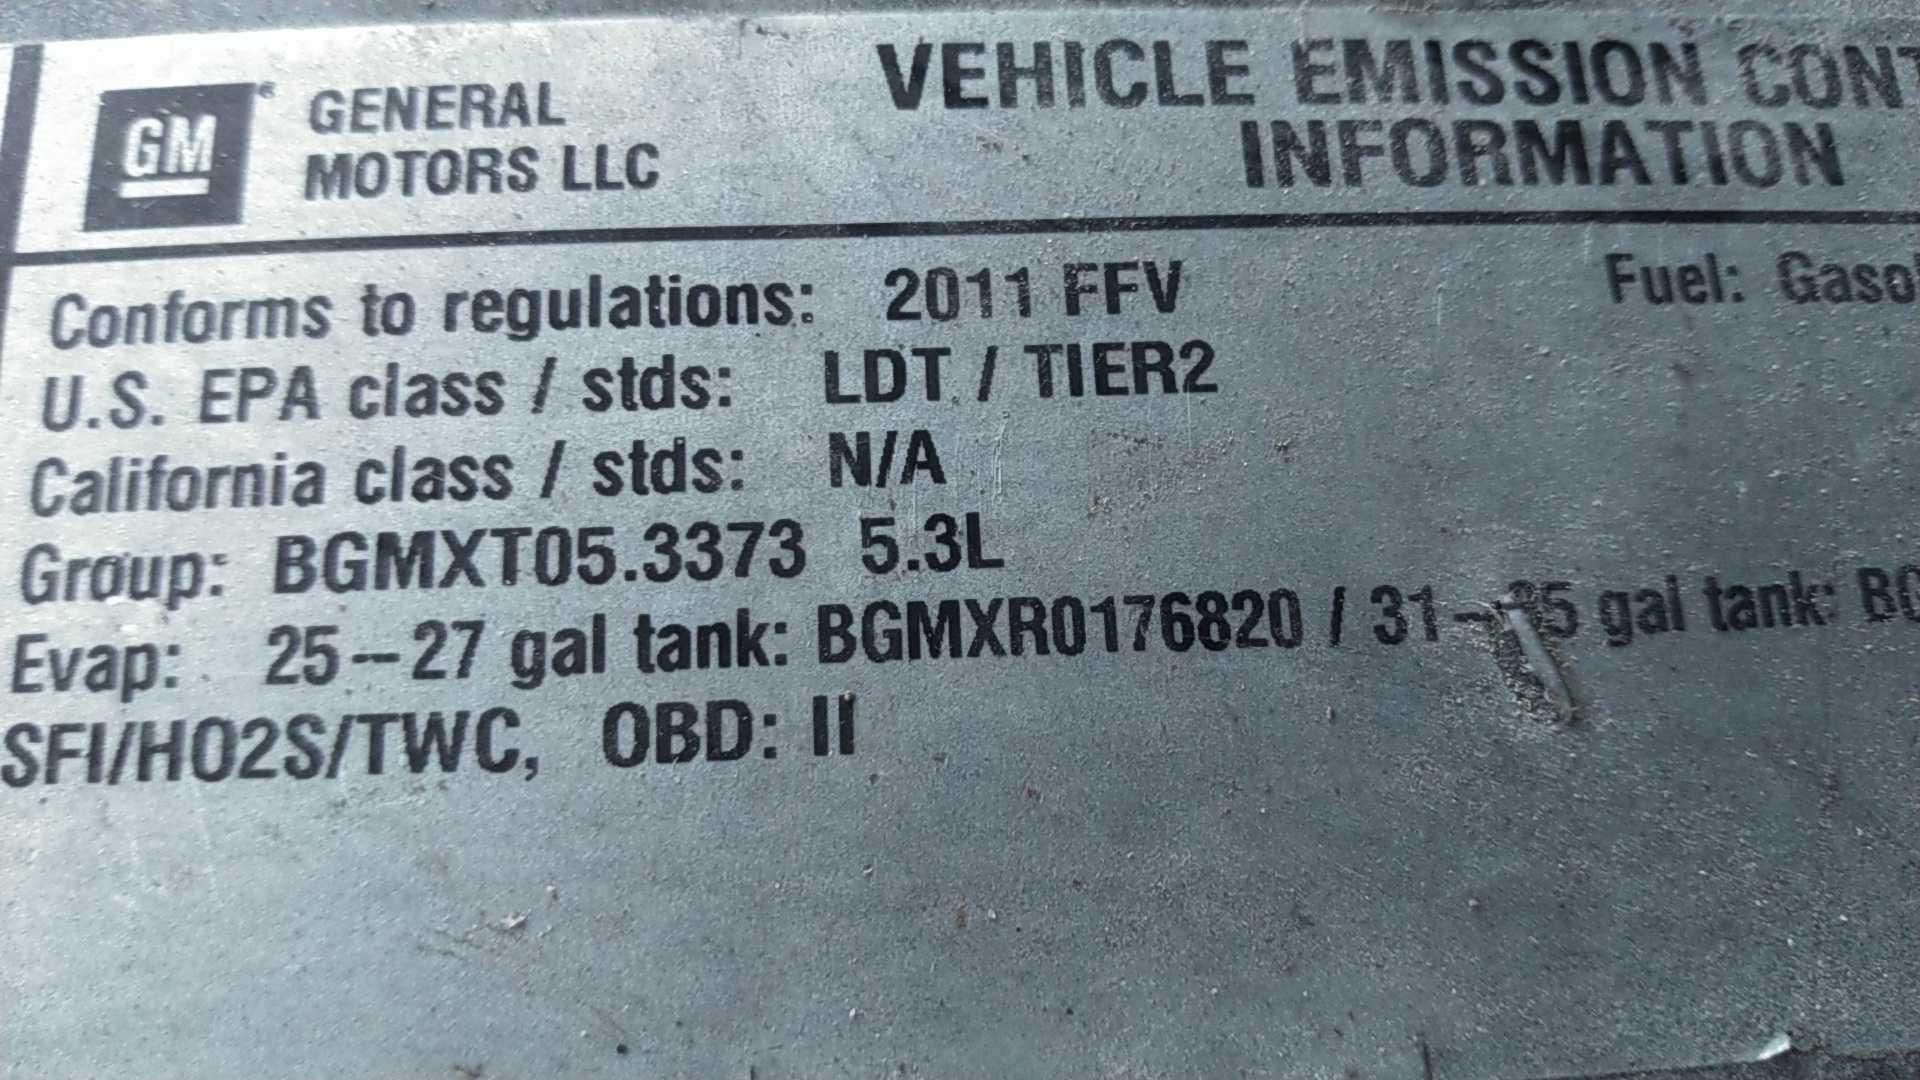 GM GENERAL MOTORS LLC
VEHICLE EMISSION CONT
INFORMATION
Conforms to regulations: 2011 FFV Fuel: Gasol
U.S. EPA class / stds: LDT / TIER2
California class / stds: N/A
Group: BGMXT05.3373 5.3L
Evap: 25-27 gal tank: BGMXR0176820 / 31- gal tank:
SFI/HO2S/TWC, OBD: II